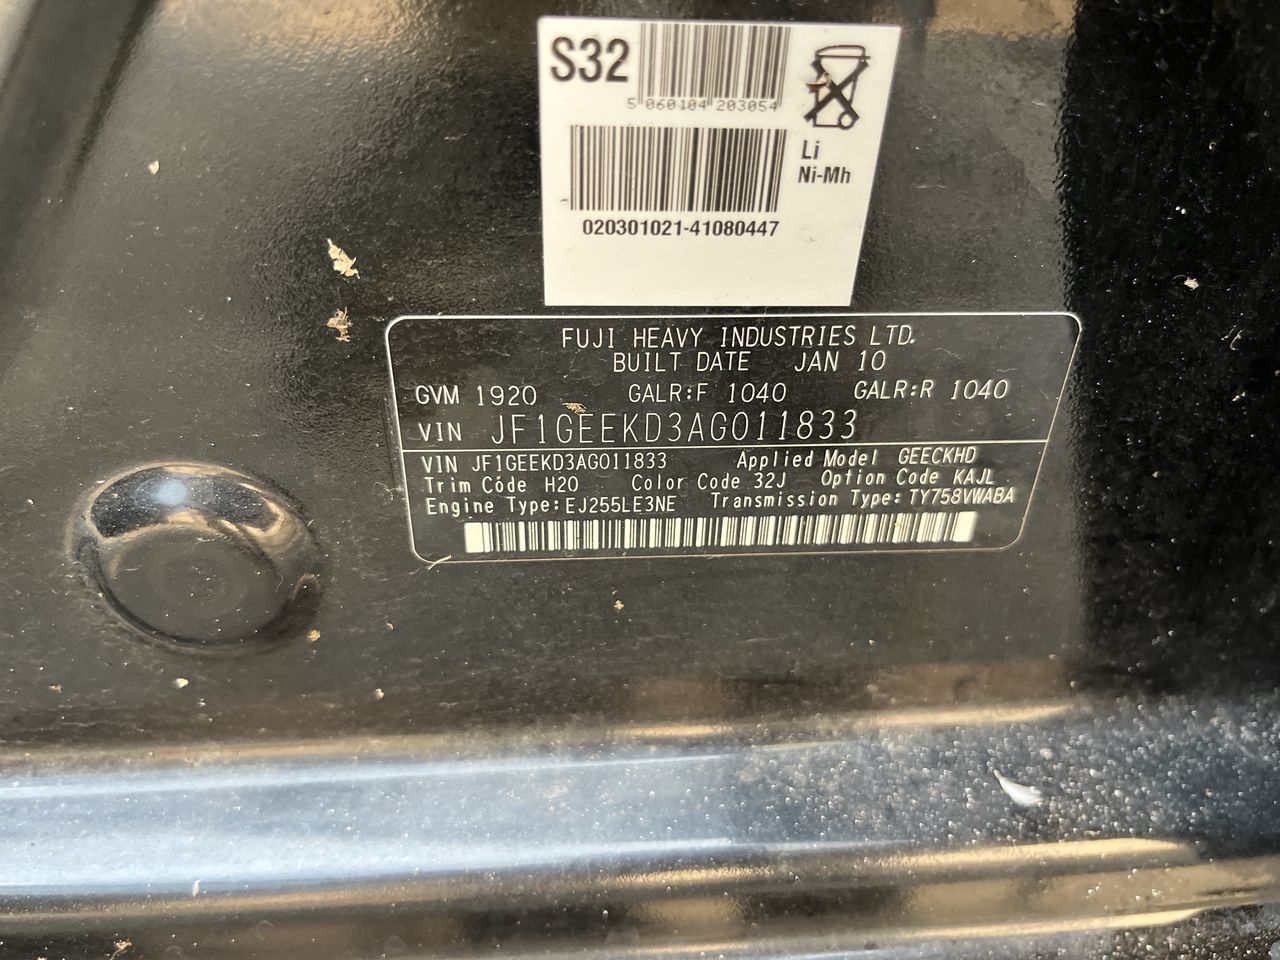 S32
5 060104 203054
Li
Ni-Mh
020301021-41080447
FUJI HEAVY INDUSTRIES LTD.
BUILT DATE JAN 10
GVM 1920 GALR:F 1040 GALR:R 1040
VIN JF1GEEKD3AG011833
VIN JF1GEEKD3AG011833 Applied Model GEECKHD
Trim Code H20 Color Code 32J Option Code KAJL
Engine Type: EJ255LE3NE Transmission Type: TY758VWABA